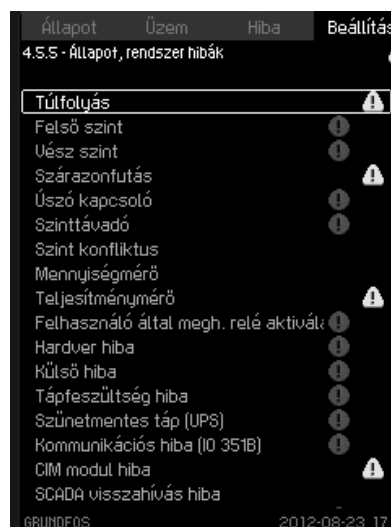 Állapot Üzem Hiba Beállítás
4.5.5 - Állapot, rendszer hibák
Túlfolyás
Felső szint
Vész szint
Szárazonfutás
Úszó kapcsoló
Szinttávadó
Szint konfliktus
Mennyiségmérő
Teljesítménymérő
Felhasználó által megh. relé aktivál
Hardver hiba
Külső hiba
Tápfeszültség hiba
Szünetmentes táp (UPS)
Kommunikációs hiba (IO 351B)
CIM modul hiba
SCADA visszahívás hiba
GRUNDFOS 2012-08-23 17